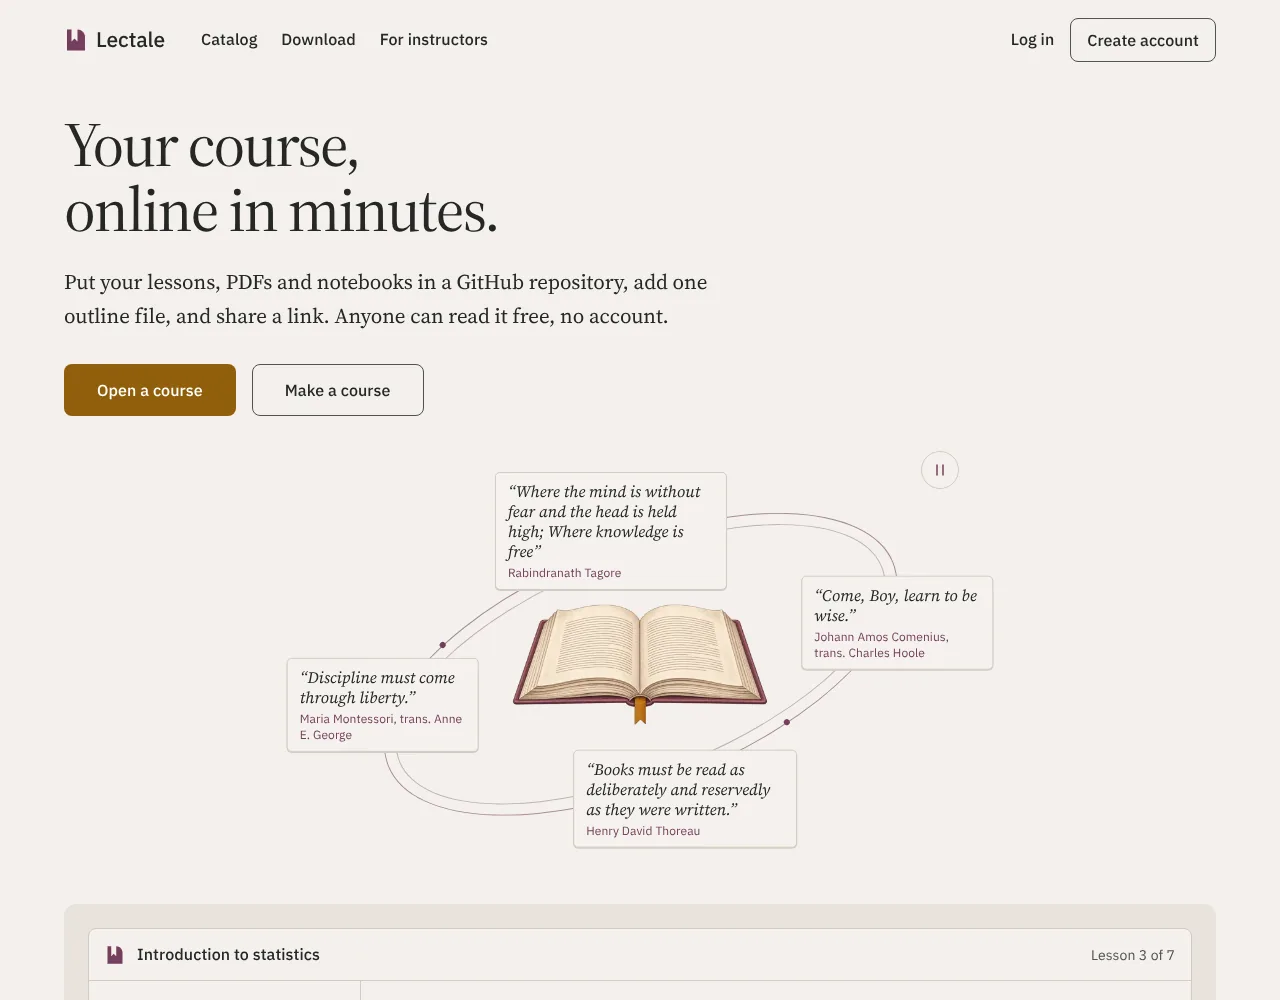 Lectale
Catalog
Download
For instructors
Log in
Create account
Your course,
online in minutes.
Put your lessons, PDFs and notebooks in a GitHub repository, add one
outline file, and share a link. Anyone can read it free, no account.
Open a course
Make a course
“Where the mind is without
fear and the head is held
high; Where knowledge is
free”
Rabindranath Tagore
“Come, Boy, learn to be
wise.”
Johann Amos Comenius,
trans. Charles Hoole
“Discipline must come
through liberty.”
Maria Montessori, trans. Anne
E. George
“Books must be read as
deliberately and reservedly
as they were written.”
Henry David Thoreau
Introduction to statistics
Lesson 3 of 7